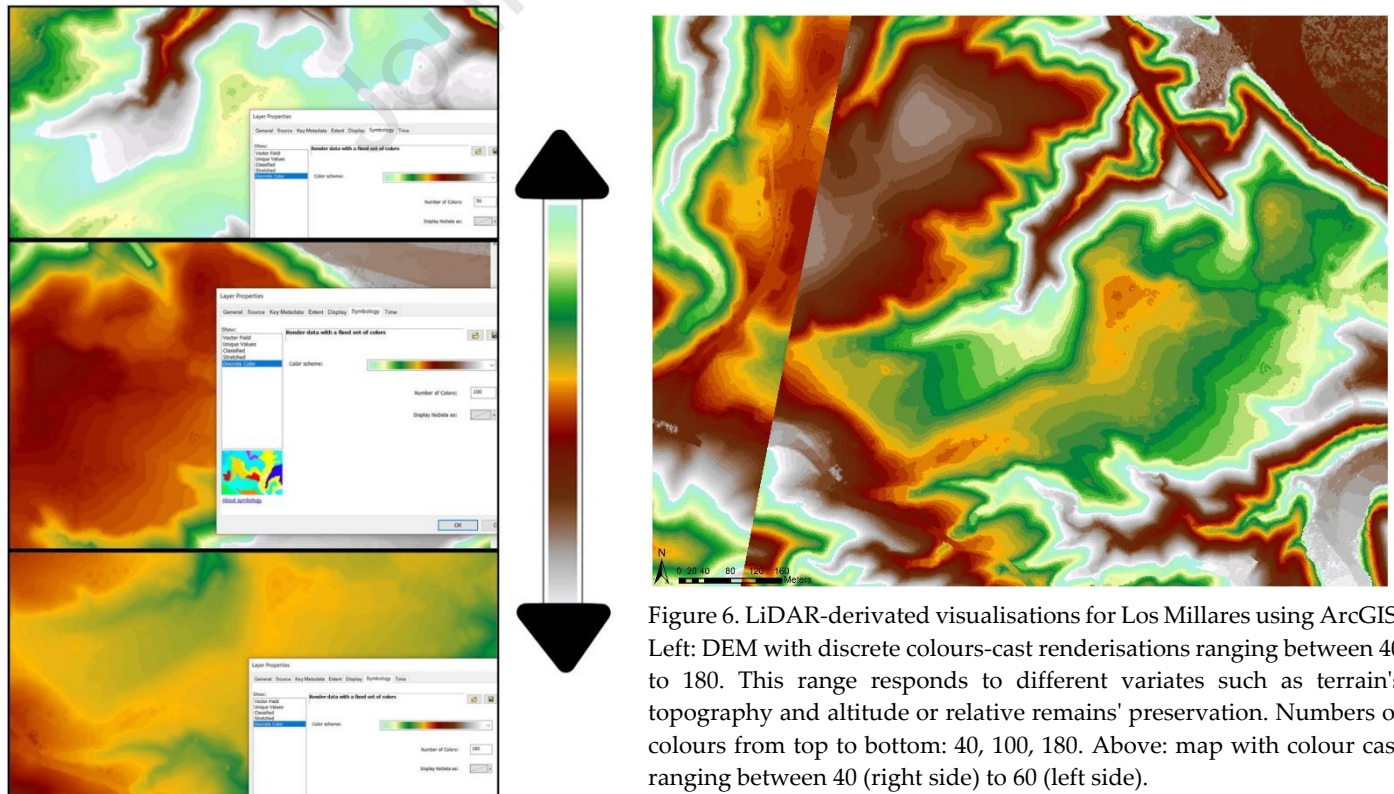 Layer Properties
General Source Key Metadata Extent Display Symbology Time
Show:
Vector Field
Unique Values
Classified
Stretched
Discrete Color
Render data with a fixed set of colors
Color scheme:
Number of Colors: 50
Display NoData as:
Layer Properties
General Source Key Metadata Extent Display Symbology Time
Show:
Vector Field
Unique Values
Classified
Stretched
Discrete Color
Render data with a fixed set of colors
Color scheme:
Number of Colors: 100
Display NoData as:
About symbology
OK
Layer Properties
General Source Key Metadata Extent Display Symbology Time
Show:
Vector Field
Unique Values
Classified
Stretched
Discrete Color
Render data with a fixed set of colors
Color scheme:
Number of Colors: 180
Display NoData as:
N
0 20 40 80 120 160
Meters
Figure 6. LiDAR-derivated visualisations for Los Millares using ArcGIS
Left: DEM with discrete colours-cast renderisations ranging between 40
to 180. This range responds to different variates such as terrain's
topography and altitude or relative remains' preservation. Numbers o
colours from top to bottom: 40, 100, 180. Above: map with colour cas
ranging between 40 (right side) to 60 (left side).